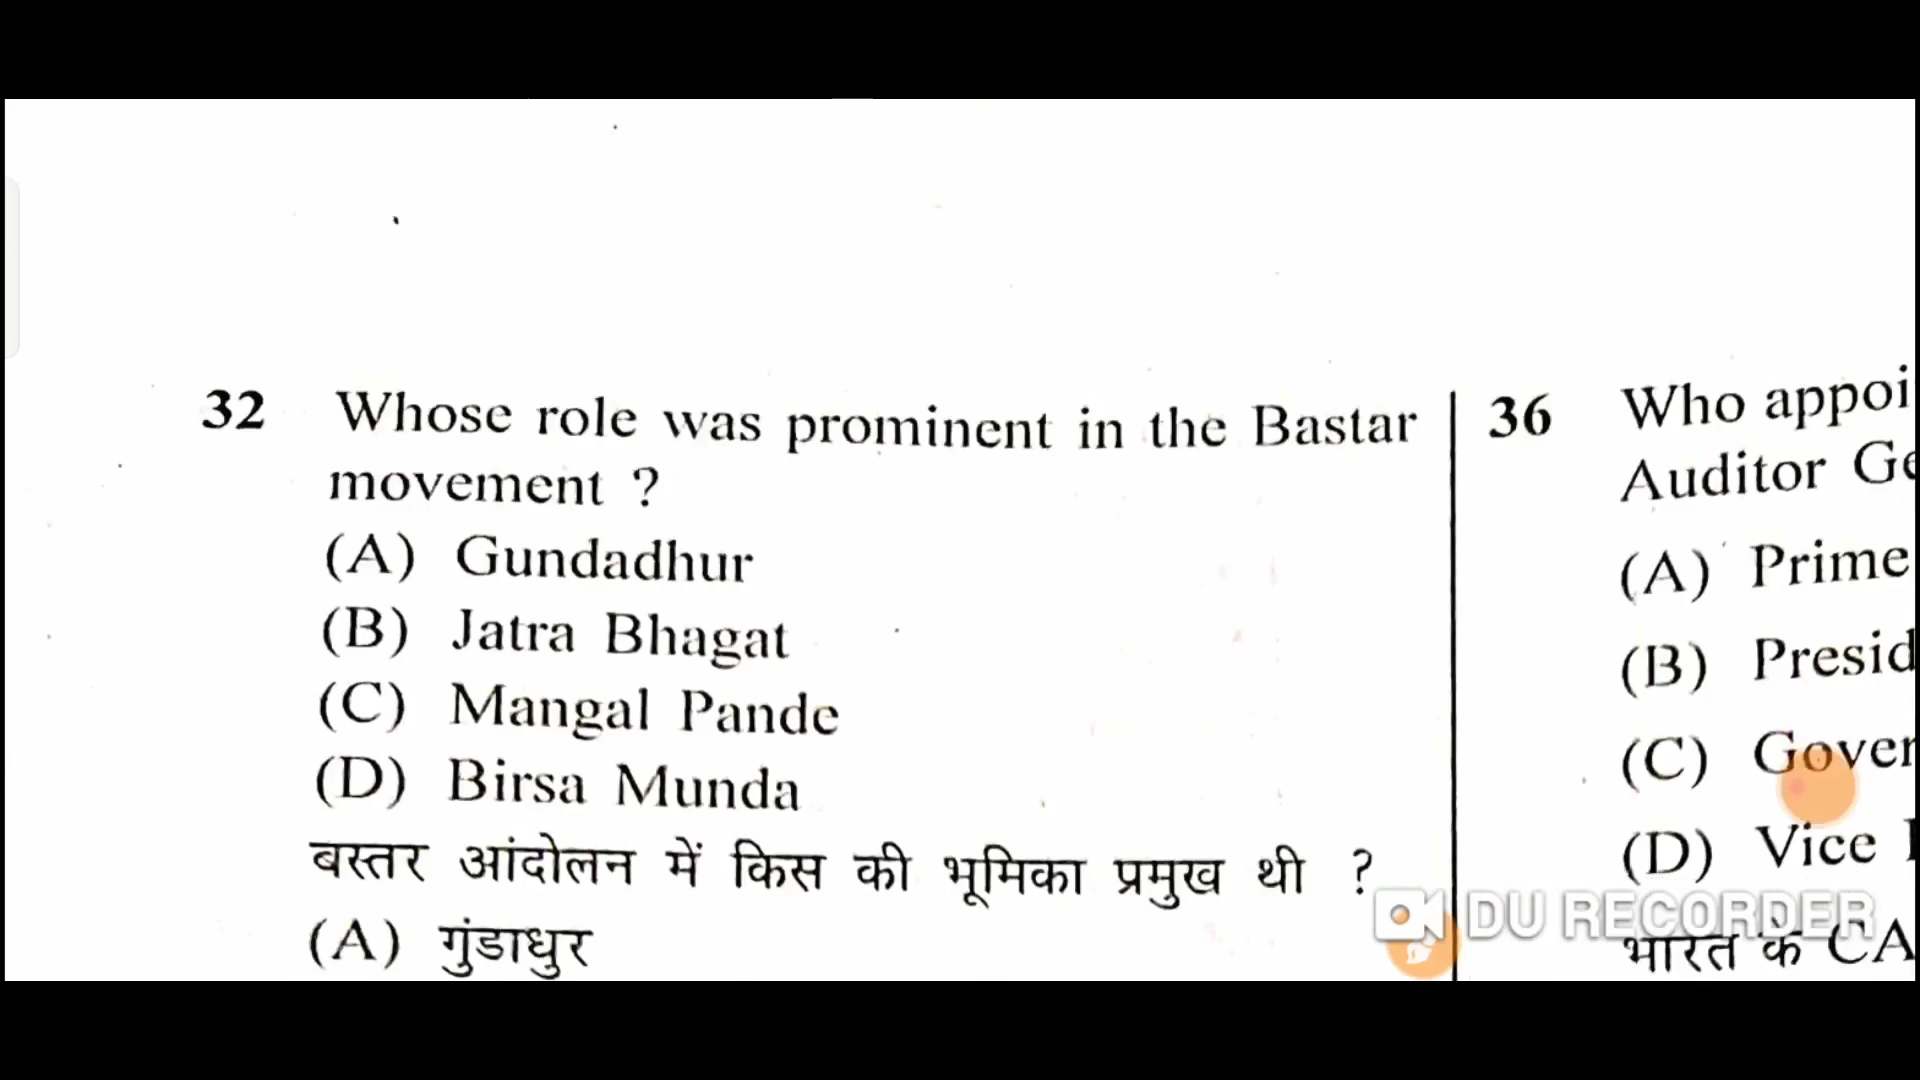 32 Whose role was prominent in the Bastar
movement ?
(A) Gundadhur
(B) Jatra Bhagat
(C) Mangal Pande
(D) Birsa Munda
बस्तर आंदोलन में किस की भूमिका प्रमुख थी ?
(A) गुंडाधुर
36 Who appoi
Auditor Ge
(A) Prime
(B) Presid
(C) Gover
(D) Vice
भारत के CA
DU RECORDER